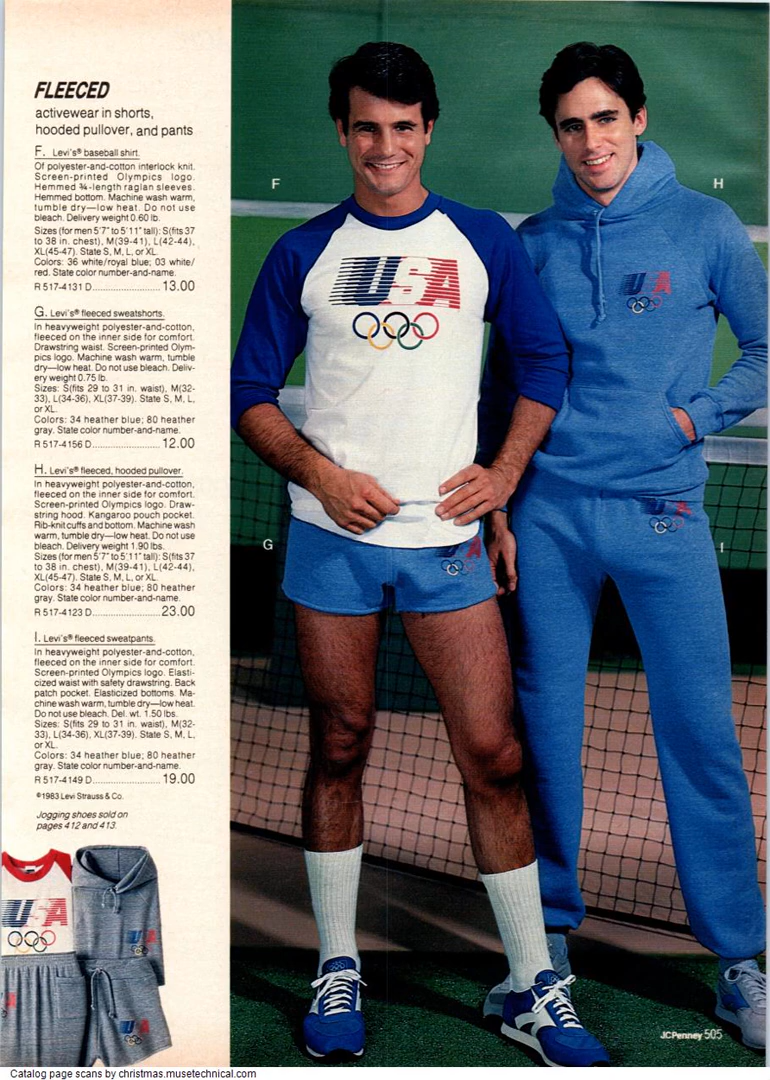 FLEECED
activewear in shorts,
hooded pullover, and pants
F. Levi's® baseball shirt.
Of polyester-and-cotton interlock knit.
Screen-printed Olympics logo.
Hemmed ¾-length raglan sleeves.
Hemmed bottom. Machine wash warm,
tumble dry—low heat. Do not use
bleach. Delivery weight 0.60 lb.
Sizes (for men 5'7" to 5'11" tall): S(fits 37
to 38 in. chest), M(39-41), L(42-44),
XL(45-47). State S, M, L, or XL.
Colors: 36 white/royal blue; 03 white/
red. State color number-and-name.
R 517-4131 D........................13.00
G. Levi's® fleeced sweatshorts.
In heavyweight polyester-and-cotton,
fleeced on the inner side for comfort.
Drawstring waist. Screen-printed Olym-
pics logo. Machine wash warm, tumble
dry—low heat. Do not use bleach. Deliv-
ery weight 0.75 lb.
Sizes: S(fits 29 to 31 in. waist), M(32-
33), L(34-36), XL(37-39). State S, M, L,
or XL.
Colors: 34 heather blue; 80 heather
gray. State color number-and-name.
R 517-4156 D........................12.00
H. Levi's® fleeced, hooded pullover.
In heavyweight polyester-and-cotton,
fleeced on the inner side for comfort.
Screen-printed Olympics logo. Draw-
string hood. Kangaroo pouch pocket.
Rib-knit cuffs and bottom. Machine wash
warm, tumble dry—low heat. Do not use
bleach. Delivery weight 1.90 lbs.
Sizes (for men 5'7" to 5'11" tall): S(fits 37
to 38 in. chest), M(39-41), L(42-44),
XL(45-47). State S, M, L, or XL.
Colors: 34 heather blue; 80 heather
gray. State color number-and-name.
R 517-4123 D........................23.00
I. Levi's® fleeced sweatpants.
In heavyweight polyester-and-cotton,
fleeced on the inner side for comfort.
Screen-printed Olympics logo. Elasti-
cized waist with safety drawstring. Back
patch pocket. Elasticized bottoms. Ma-
chine wash warm, tumble dry—low heat.
Do not use bleach. Del. wt. 1.50 lbs.
Sizes: S(fits 29 to 31 in. waist), M(32-
33), L(34-36), XL(37-39). State S, M, L,
or XL.
Colors: 34 heather blue; 80 heather
gray. State color number-and-name.
R 517-4149 D........................19.00
©1983 Levi Strauss & Co.
Jogging shoes sold on
pages 412 and 413.
USA
USA
USA
F
H
USA
USA
USA
G
USA
I
JCPenney 505
Catalog page scans by christmas.musetechnical.com